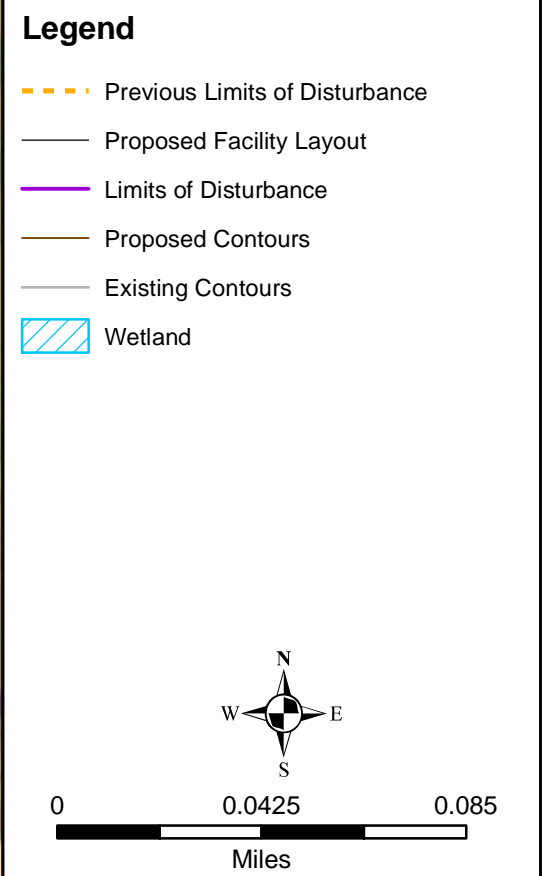 Legend
Previous Limits of Disturbance
Proposed Facility Layout
Limits of Disturbance
Proposed Contours
Existing Contours
Wetland
N
W E
S
0 0.0425 0.085
Miles